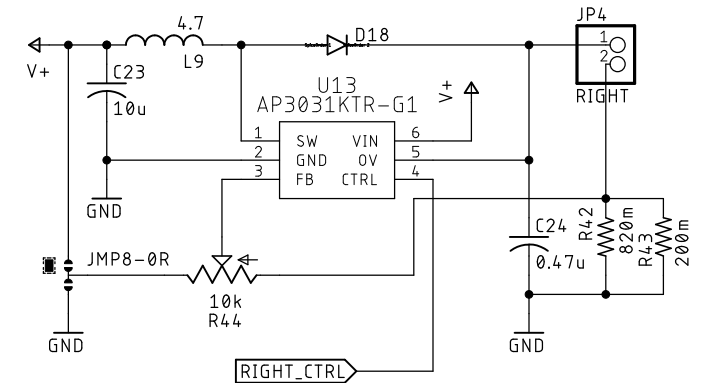 JP4
4.7
D18
1
2
V+
L9
C23
10u
U13
AP3031KTR-G1
V+
RIGHT
1 SW VIN 6
2 GND OV 5
3 FB CTRL 4
GND
R42
820m
R43
200m
C24
0.47u
JMP8-0R
10k
R44
GND
GND
RIGHT_CTRL